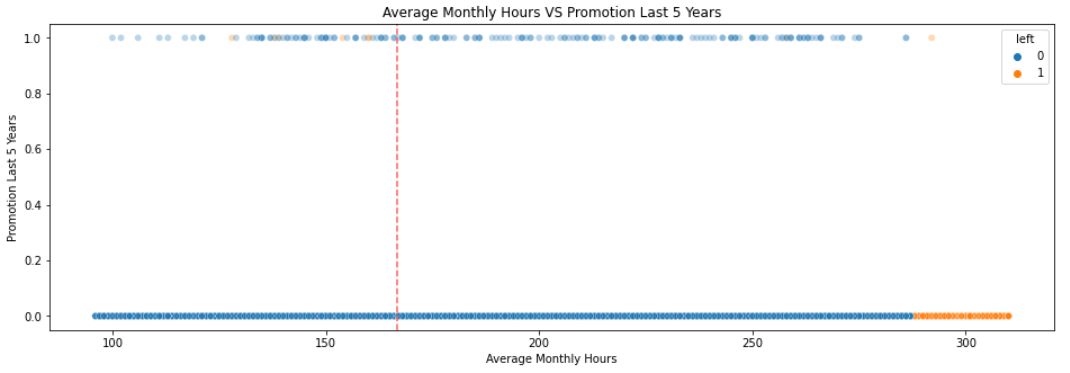 Average Monthly Hours VS Promotion Last 5 Years
left
0
1
1.0
0.8
0.6
0.4
0.2
0.0
Promotion Last 5 Years
100 150 200 250 300
Average Monthly Hours